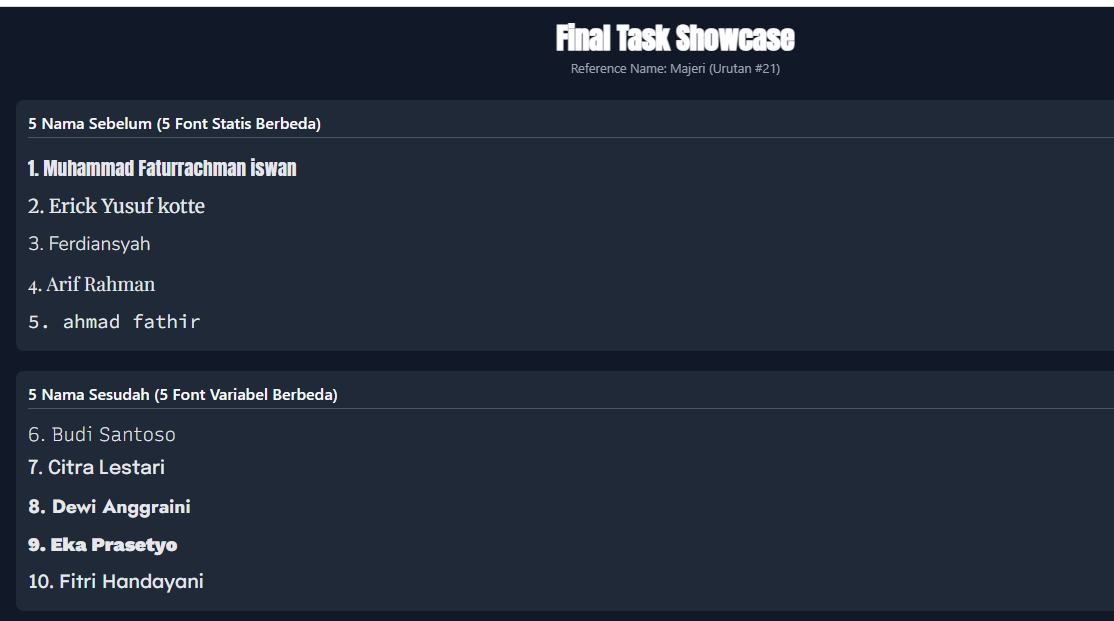 Final Task Showcase
Reference Name: Majeri (Urutan #21)
5 Nama Sebelum (5 Font Statis Berbeda)
1. Muhammad Faturrachman iswan
2. Erick Yusuf kotte
3. Ferdiansyah
4. Arif Rahman
5. ahmad fathir
5 Nama Sesudah (5 Font Variabel Berbeda)
6. Budi Santoso
7. Citra Lestari
8. Dewi Anggraini
9. Eka Prasetyo
10. Fitri Handayani